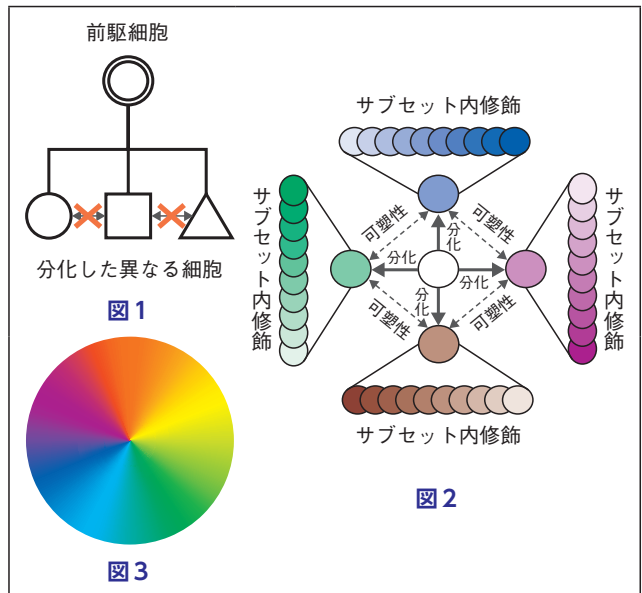 前駆細胞
分化した異なる細胞
図1
サブセット内修飾
サブセット内修飾
可塑性
分化
可塑性
分化
分化
サブセット内修飾
可塑性
分化
可塑性
サブセット内修飾
図2
図3